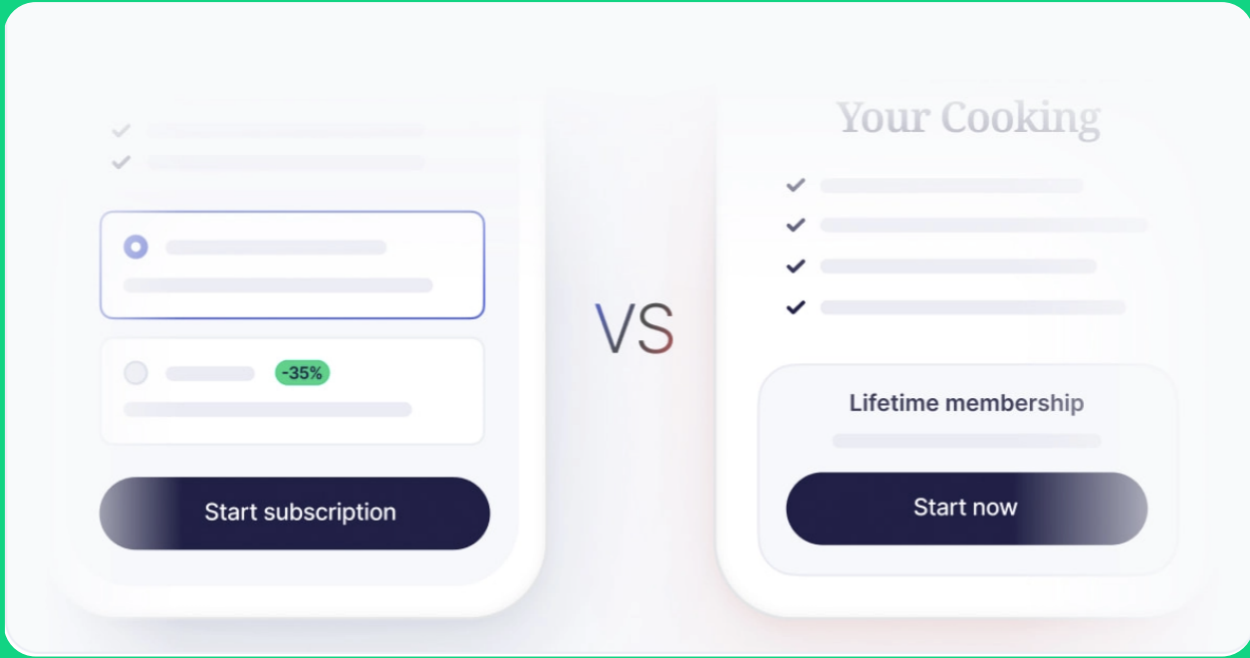 -35%
Start subscription
VS
Your Cooking
Lifetime membership
Start now